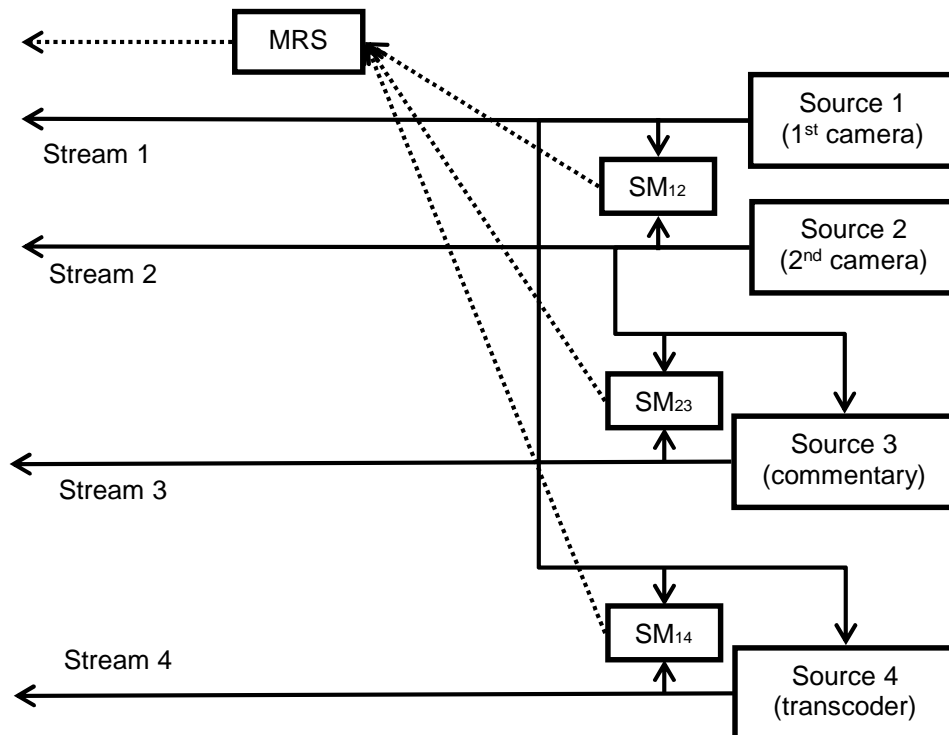 MRS
Source 1
(1st camera)
Stream 1
SM12
Source 2
(2nd camera)
Stream 2
SM23
Source 3
(commentary)
Stream 3
SM14
Stream 4
Source 4
(transcoder)